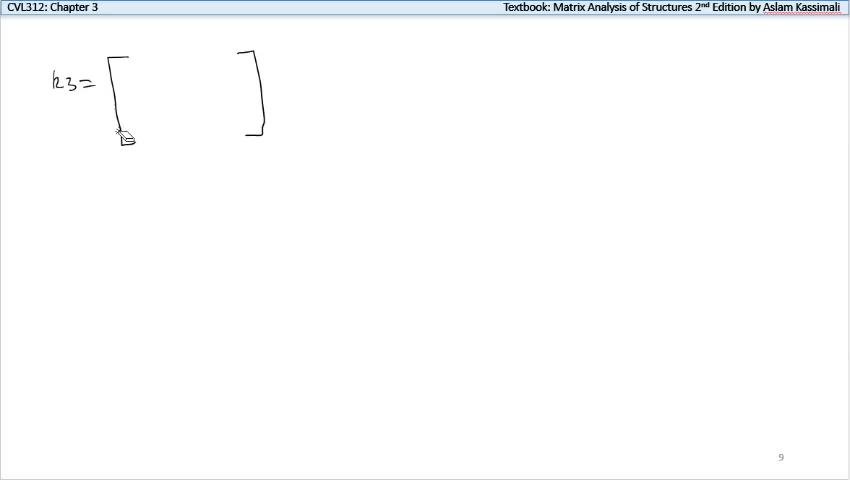 CVL312: Chapter 3
Textbook: Matrix Analysis of Structures 2nd Edition by Aslam Kassimali
k3 = [ ]
9